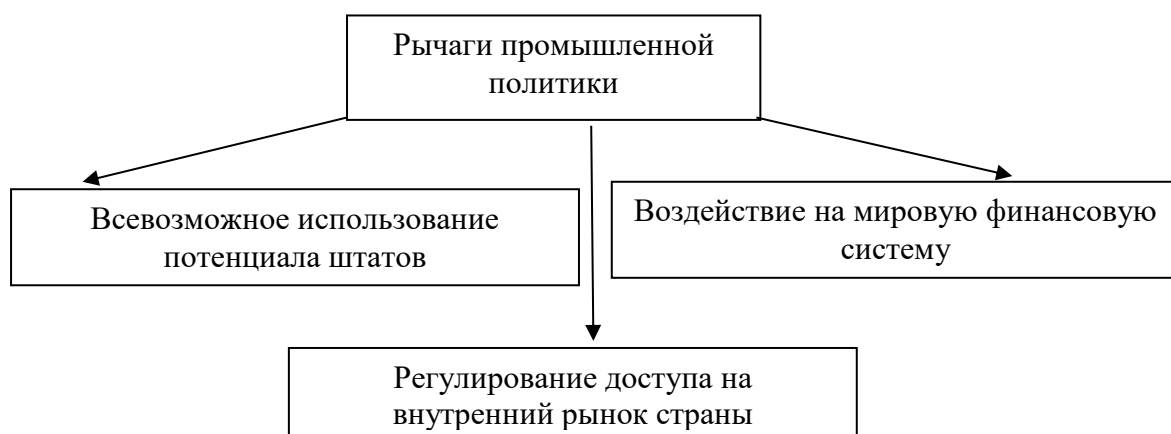 Рычаги промышленной
политики
Всевозможное использование
потенциала штатов
Воздействие на мировую финансовую
систему
Регулирование доступа на
внутренний рынок страны